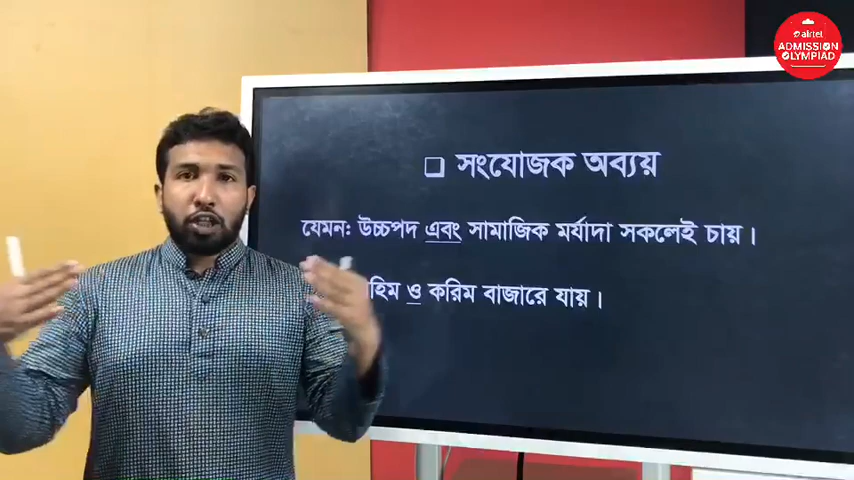 airtel
ADMISSION
OLYMPIAD
❑ সংযোজক অব্যয়
যেমন: উচ্চপদ এবং সামাজিক মর্যাদা সকলেই চায়।
হিম ও করিম বাজারে যায়।